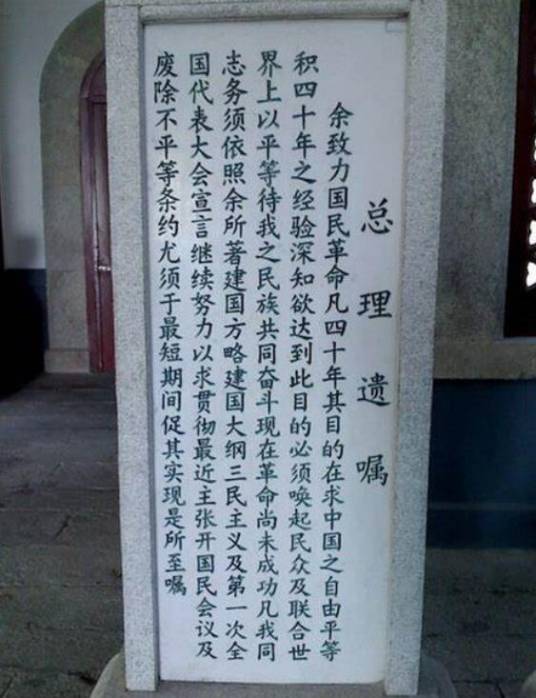 总理遗嘱
余致力国民革命凡四十年其目的在求中国之自由平等
积四十年之经验深知欲达到此目的必须唤起民众及联合世
界上以平等待我之民族共同奋斗现在革命尚未成功凡我同
志务须依照余所著建国方略建国大纲三民主义及第一次全
国代表大会宣言继续努力以求贯彻最近主张开国民会议及
废除不平等条约尤须于最短期间促其实现是所至嘱